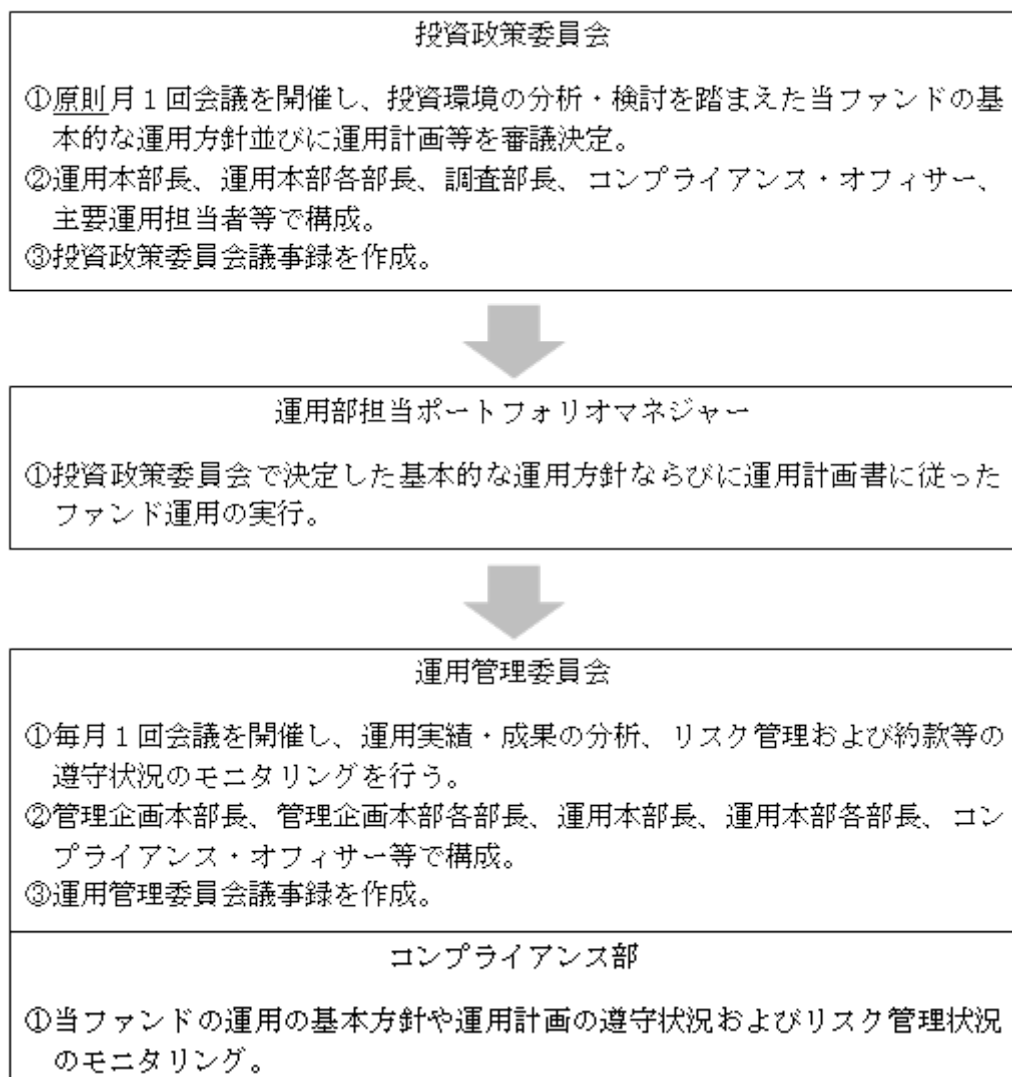 投資政策委員会
①原則月１回会議を開催し、投資環境の分析・検討を踏まえた当ファンドの基
本的な運用方針並びに運用計画等を審議決定。
②運用本部長、運用本部各部長、調査部長、コンプライアンス・オフィサー、
主要運用担当者等で構成。
③投資政策委員会議事録を作成。
運用部担当ポートフォリオマネジャー
①投資政策委員会で決定した基本的な運用方針ならびに運用計画書に従った
ファンド運用の実行。
運用管理委員会
①毎月１回会議を開催し、運用実績・成果の分析、リスク管理および約款等の
遵守状況のモニタリングを行う。
②管理企画本部長、管理企画本部各部長、運用本部長、運用本部各部長、コン
プライアンス・オフィサー等で構成。
③運用管理委員会議事録を作成。
コンプライアンス部
①当ファンドの運用の基本方針や運用計画の遵守状況およびリスク管理状況
のモニタリング。